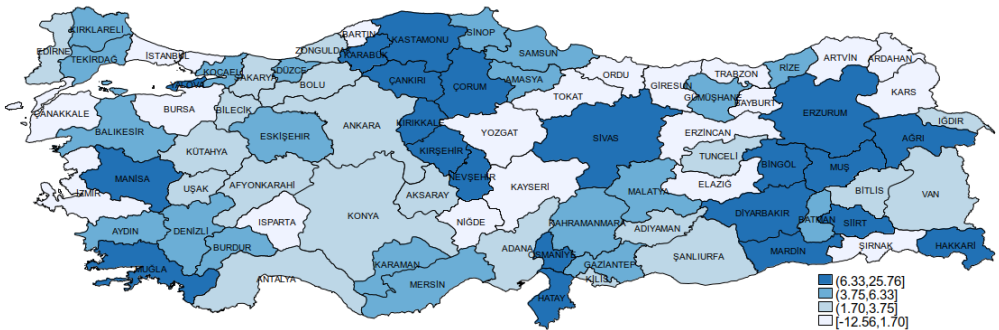 KIRKLARELİ
EDİRNE
TEKİRDAĞ
İSTANBUL
KOCAELİ
YALOVA
SAKARYA
DÜZCE
ZONGULDAK
BARTIN
KARABÜK
KASTAMONU
SİNOP
SAMSUN
ÇANKIRI
ÇORUM
AMASYA
ORDU
GİRESUN
TRABZON
RİZE
ARTVİN
ARDAHAN
KARS
TOKAT
GÜMÜŞHANE
BAYBURT
ERZURUM
IĞDIR
AĞRI
ÇANAKKALE
BURSA
BİLECİK
BOLU
ANKARA
BALIKESİR
ESKİŞEHİR
KÜTAHYA
KIRIKKALE
YOZGAT
SİVAS
ERZİNCAN
TUNCELİ
BİNGÖL
MUŞ
KIRŞEHİR
NEVŞEHİR
KAYSERİ
MALATYA
ELAZIĞ
BİTLİS
VAN
MANİSA
UŞAK
AFYONKARAHİ
İZMİR
AYDIN
DENİZLİ
ISPARTA
BURDUR
KONYA
AKSARAY
NİĞDE
MUĞLA
ANTALYA
KARAMAN
MERSİN
ADANA
KAHRAMANMARA
ADIYAMAN
DİYARBAKIR
BATMAN
SİİRT
ŞIRNAK
HAKKARİ
MARDİN
ŞANLIURFA
GAZİANTEP
KİLİS
OSMANİYE
HATAY
(6.33,25.76]
(3.75,6.33]
(1.70,3.75]
[-12.56,1.70]